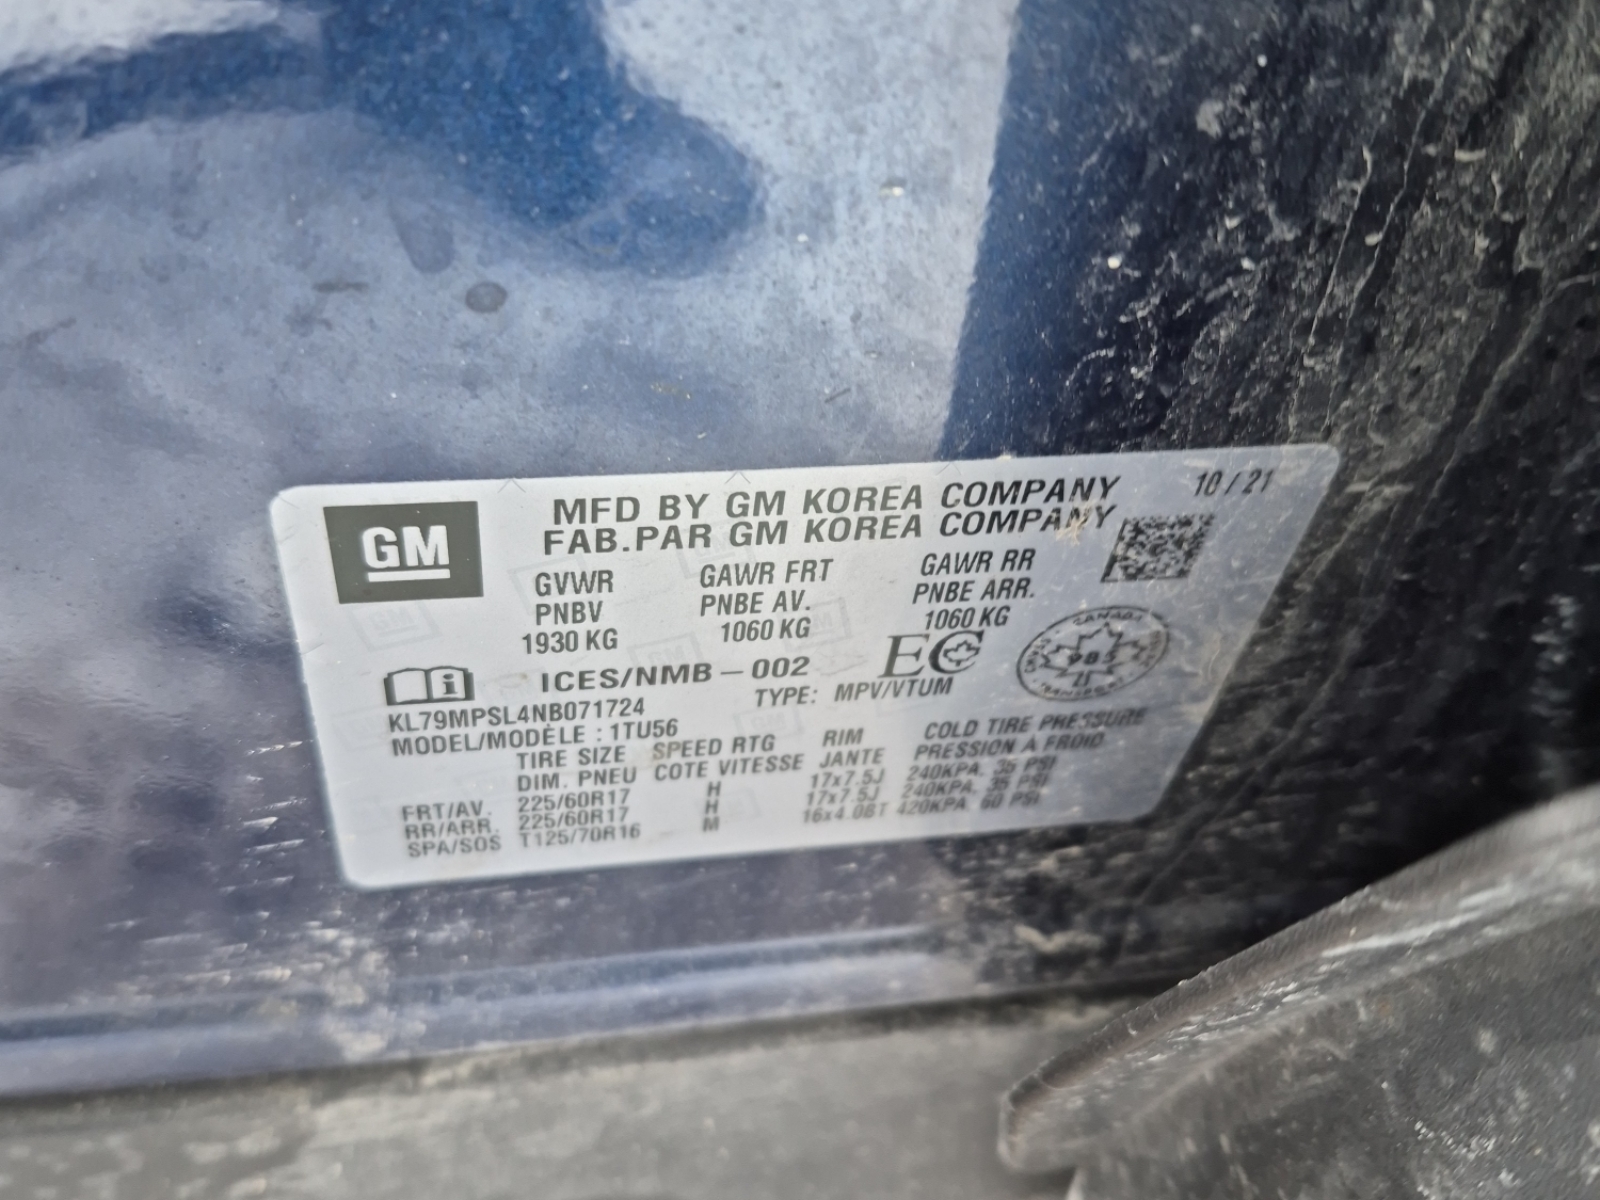 MFD BY GM KOREA COMPANY 10 / 21
FAB.PAR GM KOREA COMPANY
GM
GVWR GAWR FRT GAWR RR
PNBV PNBE AV. PNBE ARR.
1930 KG 1060 KG 1060 KG
ICES/NMB – 002 EC
KL79MPSL4NB071724 TYPE: MPV/VTUM
MODEL/MODÈLE : 1TU56
TIRE SIZE SPEED RTG RIM COLD TIRE PRESSURE
DIM. PNEU COTE VITESSE JANTE PRESSION À FROID
FRT/AV. 225/60R17 H 17x7.5J 240KPA, 35 PSI
RR/ARR. 225/60R17 H 17x7.5J 240KPA, 35 PSI
SPA/SOS T125/70R16 M 16x4.0BT 420KPA, 60 PSI
CANADA
TRANSPORT